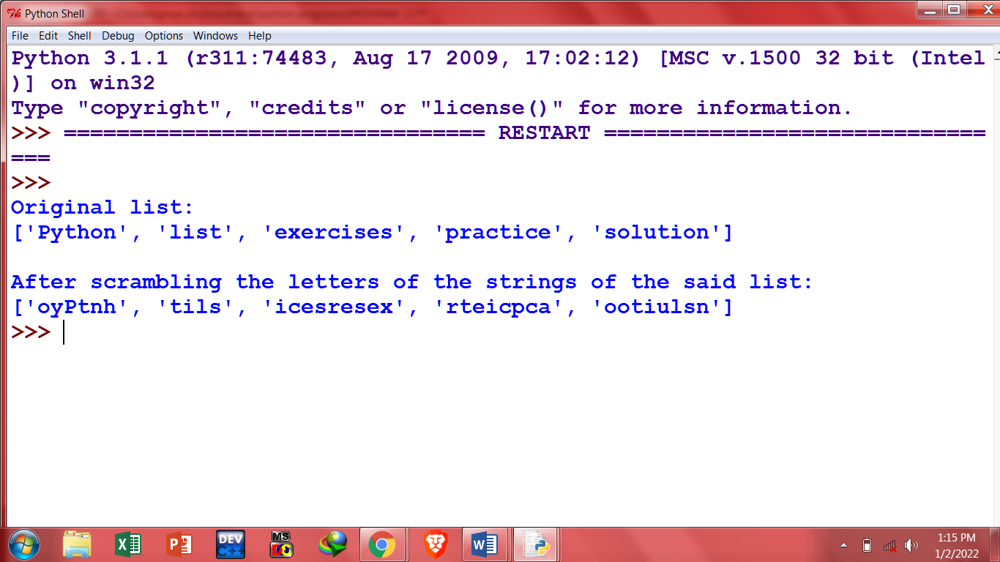 Python Shell
File Edit Shell Debug Options Windows Help
Python 3.1.1 (r311:74483, Aug 17 2009, 17:02:12) [MSC v.1500 32 bit (Intel
)] on win32
Type "copyright", "credits" or "license()" for more information.
>>> ================================ RESTART =============================
===
>>>
Original list:
['Python', 'list', 'exercises', 'practice', 'solution']
After scrambling the letters of the strings of the said list:
['oyPtnh', 'tils', 'icesresex', 'rteicpca', 'ootiulsn']
>>>
DEV C++
MS
1:15 PM
1/2/2022